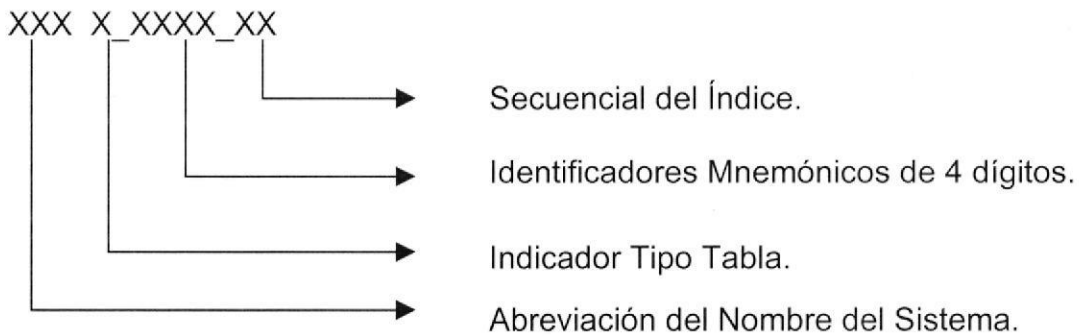 XXX X_XXXX_XX
Secuencial del Índice.
Identificadores Mnemónicos de 4 dígitos.
Indicador Tipo Tabla.
Abreviación del Nombre del Sistema.